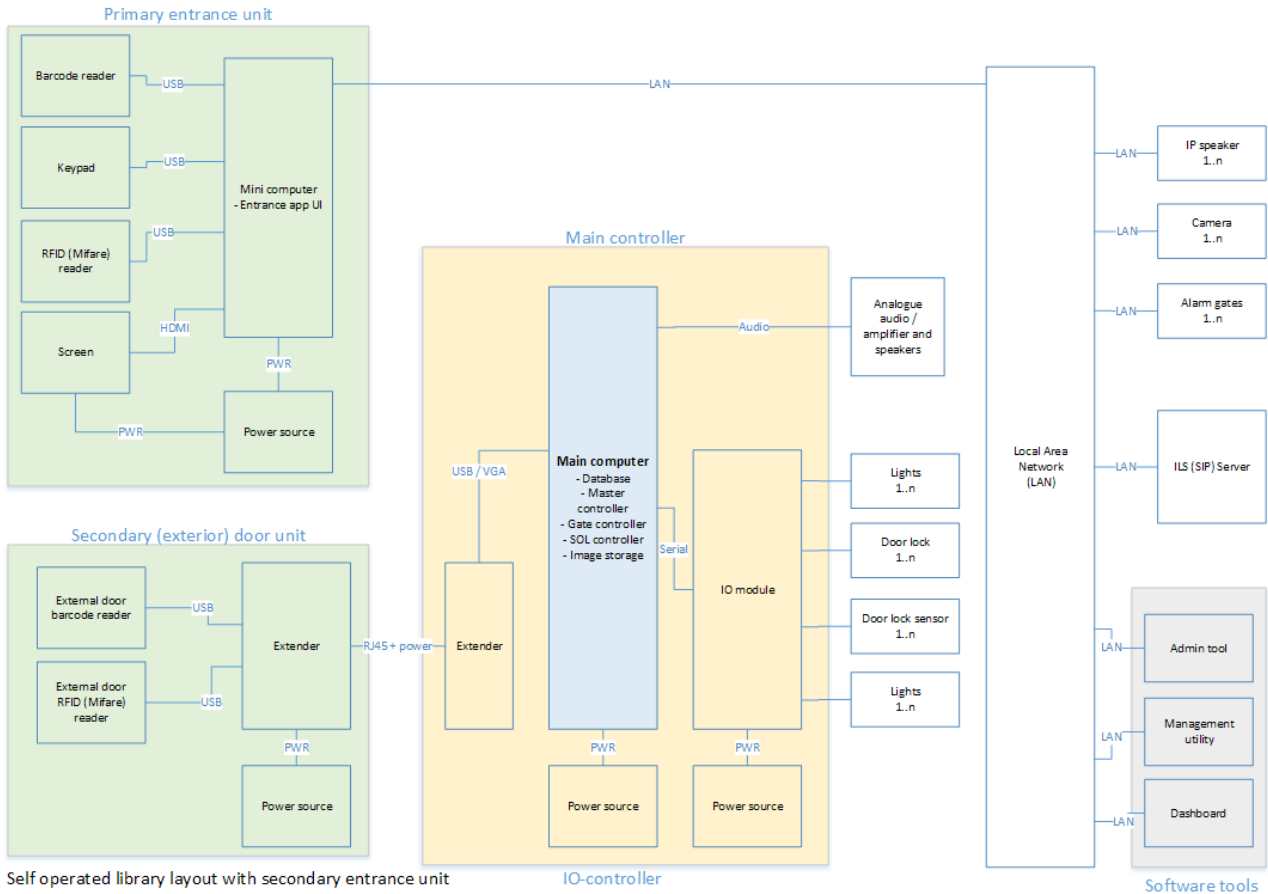 Primary entrance unit
Barcode reader
USB
Keypad
USB
Mini computer
- Entrance app UI
RFID (Mifare)
reader
USB
Screen
HDMI
PWR
PWR
Power source
LAN
Secondary (exterior) door unit
External door
barcode reader
USB
External door
RFID (Mifare)
reader
USB
Extender
PWR
Power source
RJ45 + power
Main controller
USB / VGA
Extender
Main computer
- Database
- Master
controller
- Gate controller
- SOL controller
- Image storage
Serial
IO module
PWR
Power source
PWR
Power source
IO-controller
Audio
Analogue
audio /
amplifier and
speakers
Lights
1..n
Door lock
1..n
Door lock sensor
1..n
Lights
1..n
Local Area
Network
(LAN)
LAN
IP speaker
1..n
LAN
Camera
1..n
LAN
Alarm gates
1..n
LAN
ILS (SIP) Server
LAN
Admin tool
LAN
Management
utility
LAN
Dashboard
Software tools
Self operated library layout with secondary entrance unit